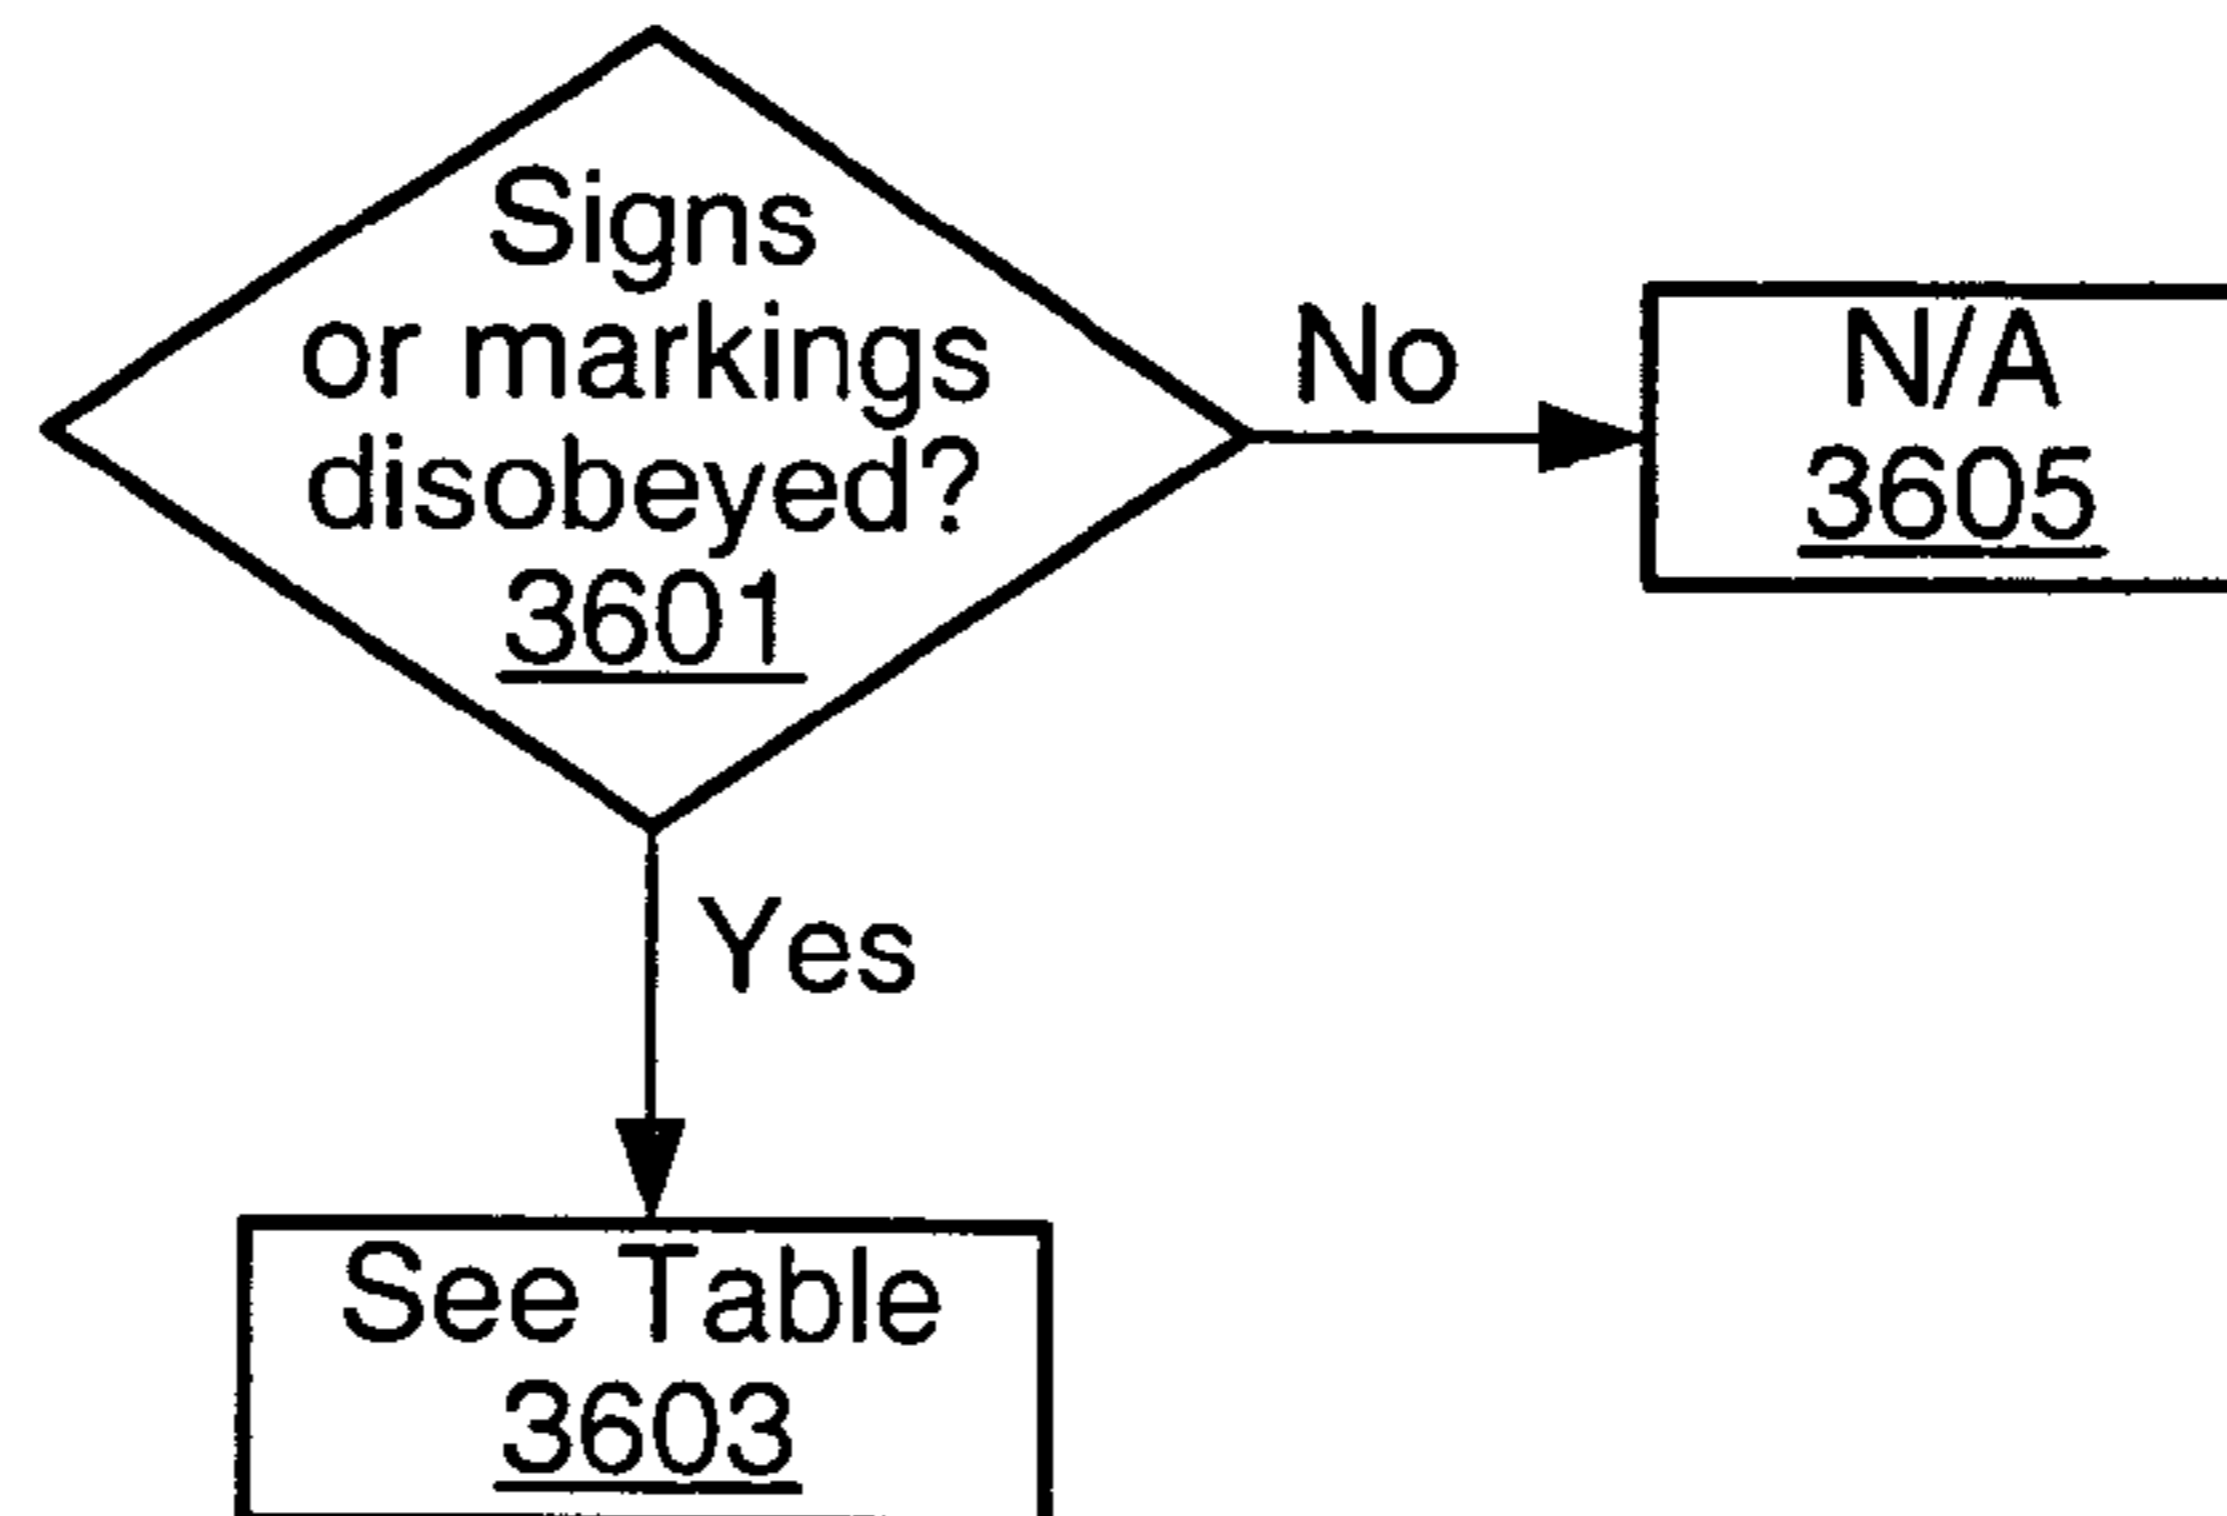 Signs
or markings
disobeyed?
3601
No
N/A
3605
Yes
See Table
3603